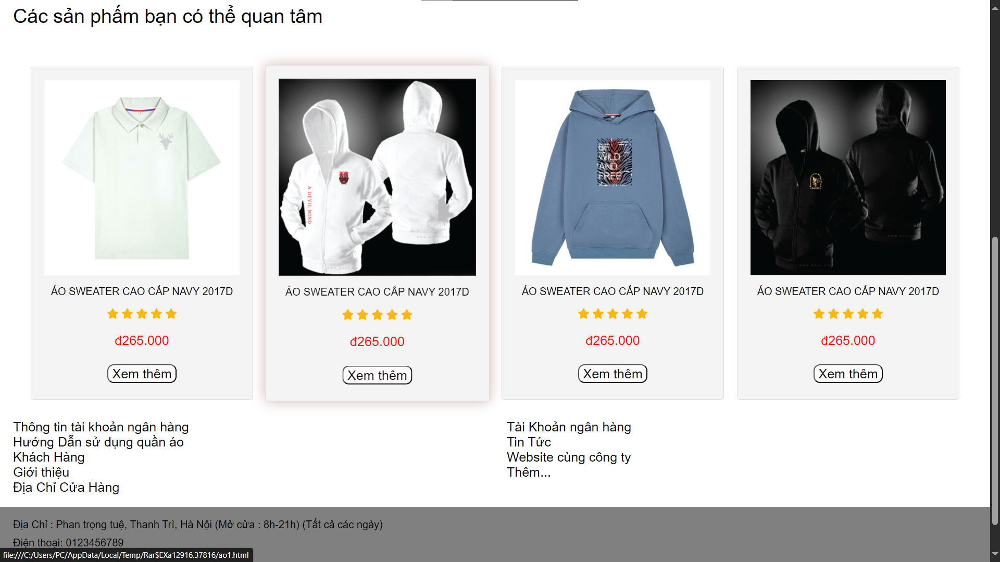 Các sản phẩm bạn có thể quan tâm
A DEVIL MIND
BE
WILD
AND
FREE
ÁO SWEATER CAO CẤP NAVY 2017D
đ265.000
Xem thêm
ÁO SWEATER CAO CẤP NAVY 2017D
đ265.000
Xem thêm
ÁO SWEATER CAO CẤP NAVY 2017D
đ265.000
Xem thêm
ÁO SWEATER CAO CẤP NAVY 2017D
đ265.000
Xem thêm
Thông tin tài khoản ngân hàng
Hướng Dẫn sử dụng quần áo
Khách Hàng
Giới thiệu
Địa Chỉ Cửa Hàng
Tài Khoản ngân hàng
Tin Tức
Website cùng công ty
Thêm...
Địa Chỉ : Phan trọng tuệ, Thanh Trì, Hà Nội (Mở cửa : 8h-21h) (Tất cả các ngày)
Điện thoại: 0123456789
file:///C:/Users/PC/AppData/Local/Temp/Rar$EXa12916.37816/ao1.html